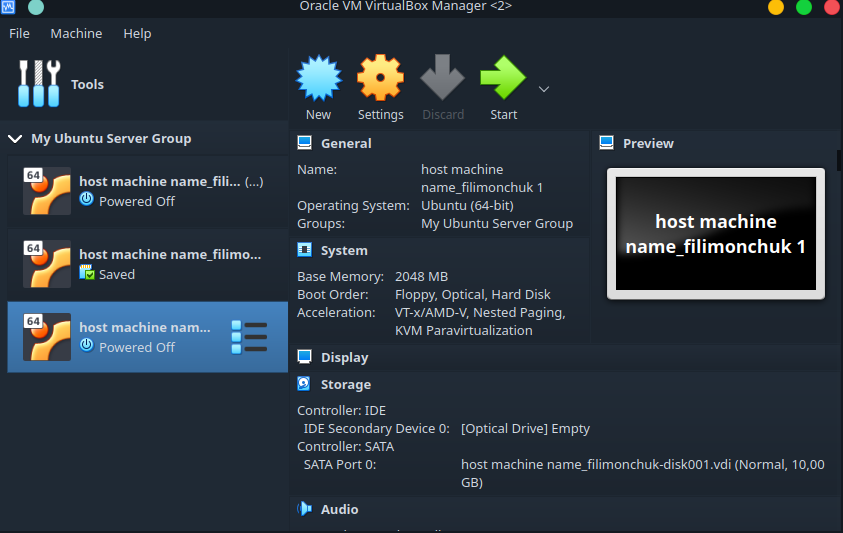 Oracle VM VirtualBox Manager <2>
File Machine Help
Tools
New Settings Discard Start
My Ubuntu Server Group
64
host machine name_fili... (...)
Powered Off
64
host machine name_filimo...
Saved
64
host machine nam...
Powered Off
General
Name: host machine
name_filimonchuk 1
Operating System: Ubuntu (64-bit)
Groups: My Ubuntu Server Group
System
Base Memory: 2048 MB
Boot Order: Floppy, Optical, Hard Disk
Acceleration: VT-x/AMD-V, Nested Paging,
KVM Paravirtualization
Preview
host machine
name_filimonchuk 1
Display
Storage
Controller: IDE
IDE Secondary Device 0: [Optical Drive] Empty
Controller: SATA
SATA Port 0: host machine name_filimonchuk-disk001.vdi (Normal, 10,00
GB)
Audio